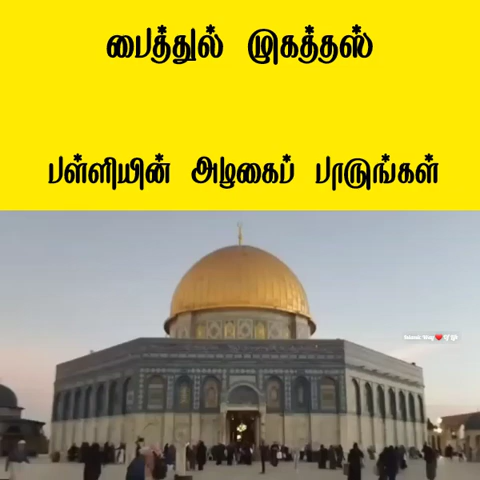 பைத்துல் முகத்தஸ்
பள்ளியின் அழகைப் பாடுங்கள்